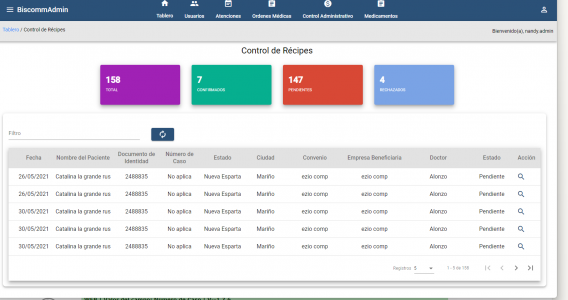 BiscommAdmin
Tablero Usuarios Atenciones Ordenes Médicas Control Administrativo Medicamentos
Tablero / Control de Récipes
Bienvenido(a), nandy.admin
Control de Récipes
158 7 147 4
TOTAL CONFIRMADOS PENDIENTES RECHAZADOS
Filtro
Fecha Nombre del Paciente Documento de Identidad Número de Caso Estado Ciudad Convenio Empresa Beneficiaria Doctor Estado Acción
26/05/2021 Catalina la grande rus 2488835 No aplica Nueva Esparta Mariño ezio comp ezio comp Alonzo Pendiente
26/05/2021 Catalina la grande rus 2488835 No aplica Nueva Esparta Mariño ezio comp ezio comp Alonzo Pendiente
30/05/2021 Catalina la grande rus 2488835 No aplica Nueva Esparta Mariño ezio comp ezio comp Alonzo Pendiente
30/05/2021 Catalina la grande rus 2488835 No aplica Nueva Esparta Mariño ezio comp ezio comp Alonzo Pendiente
30/05/2021 Catalina la grande rus 2488835 No aplica Nueva Esparta Mariño ezio comp ezio comp Alonzo Pendiente
Registros 5 1 - 5 de 158